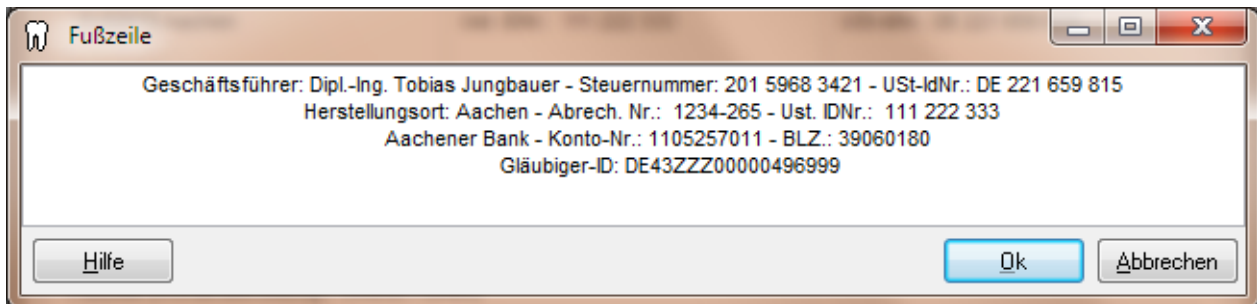 Fußzeile
Geschäftsführer: Dipl.-Ing. Tobias Jungbauer - Steuernummer: 201 5968 3421 - USt-IdNr.: DE 221 659 815
Herstellungsort: Aachen - Abrech. Nr.:  1234-265 - Ust. IDNr.:  111 222 333
Aachener Bank - Konto-Nr.: 1105257011 - BLZ.: 39060180
Gläubiger-ID: DE43ZZZ00000496999
Hilfe Ok Abbrechen